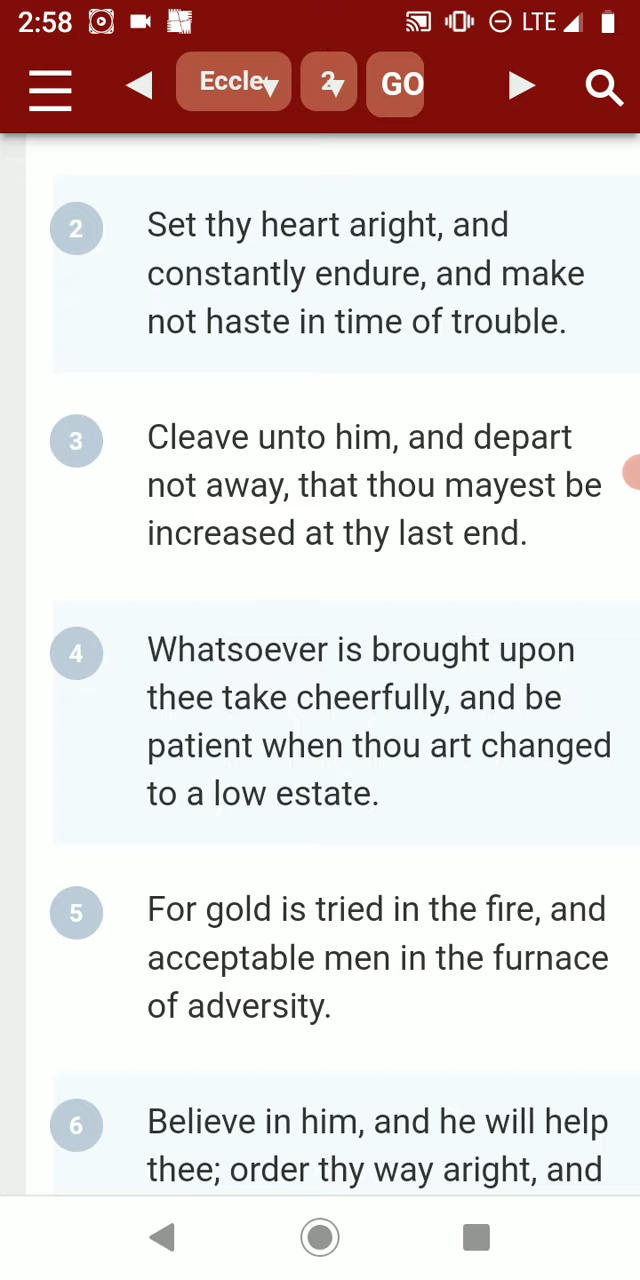 2:58 LTE
Eccle 2 GO
2 Set thy heart aright, and
constantly endure, and make
not haste in time of trouble.
3 Cleave unto him, and depart
not away, that thou mayest be
increased at thy last end.
4 Whatsoever is brought upon
thee take cheerfully, and be
patient when thou art changed
to a low estate.
5 For gold is tried in the fire, and
acceptable men in the furnace
of adversity.
6 Believe in him, and he will help
thee; order thy way aright, and